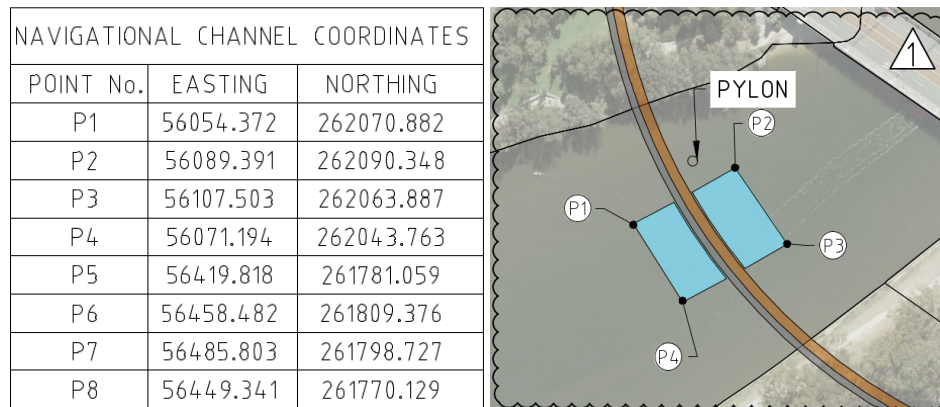 NAVIGATIONAL CHANNEL COORDINATES
POINT No. EASTING NORTHING
P1 56054.372 262070.882
P2 56089.391 262090.348
P3 56107.503 262063.887
P4 56071.194 262043.763
P5 56419.818 261781.059
P6 56458.482 261809.376
P7 56485.803 261798.727
P8 56449.341 261770.129
1
PYLON
P2
P1
P3
P4